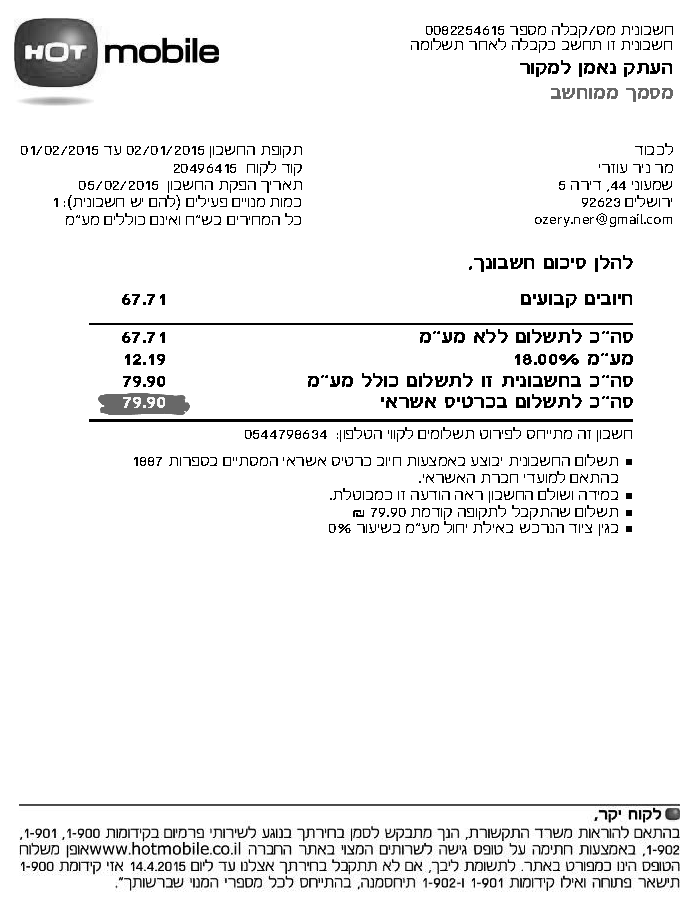 HOT mobile
חשבונית מס/קבלה מספר 0082254615
חשבונית זו תחשב כקבלה לאחר תשלומה
העתק נאמן למקור
מסמך ממוחשב
לכבוד
מר ניר עוזרי
שמעוני 44, דירה 5
ירושלים 92623
ozery.ner@gmail.com
תקופת החשבון 02/01/2015 עד 01/02/2015
קוד לקוח 20496415
תאריך הפקת החשבון 05/02/2015
כמות מנויים פעילים (להם יש חשבונית): 1
כל המחירים בש"ח ואינם כוללים מע"מ
להלן סיכום חשבונך,
חיובים קבועים 67.71
סה"כ לתשלום ללא מע"מ 67.71
מע"מ 18.00% 12.19
סה"כ בחשבונית זו לתשלום כולל מע"מ 79.90
סה"כ לתשלום בכרטיס אשראי 79.90
חשבון זה מתייחס לפירוט תשלומים לקווי הטלפון: 0544798634
▪ תשלום החשבונית יבוצע באמצעות חיוב כרטיס אשראי המסתיים בספרות 1887
בהתאם למועדי חברת האשראי.
▪ במידה ושולם החשבון ראה הודעה זו כמבוטלת.
▪ תשלום שהתקבל לתקופה קודמת 79.90 ₪
▪ בגין ציוד הנרכש באילת יחול מע"מ בשיעור 0%
לקוח יקר,
בהתאם להוראות משרד התקשורת, הנך מתבקש לסמן בחירתך בנוגע לשירותי פרמיום בקידומות 1-900, 1-901,
1-902, באמצעות חתימה על טופס גישה לשרותים המצוי באתר החברה www.hotmobile.co.ilאופן משלוח
הטופס הינו כמפורט באתר. לתשומת ליבך, אם לא תתקבל בחירתך אצלנו עד ליום 14.4.2015 אזי קידומת 1-900
תישאר פתוחה ואילו קידומות 1-901 ו-1-902 תיחסמנה, בהתייחס לכל מספרי המנוי שברשותך".